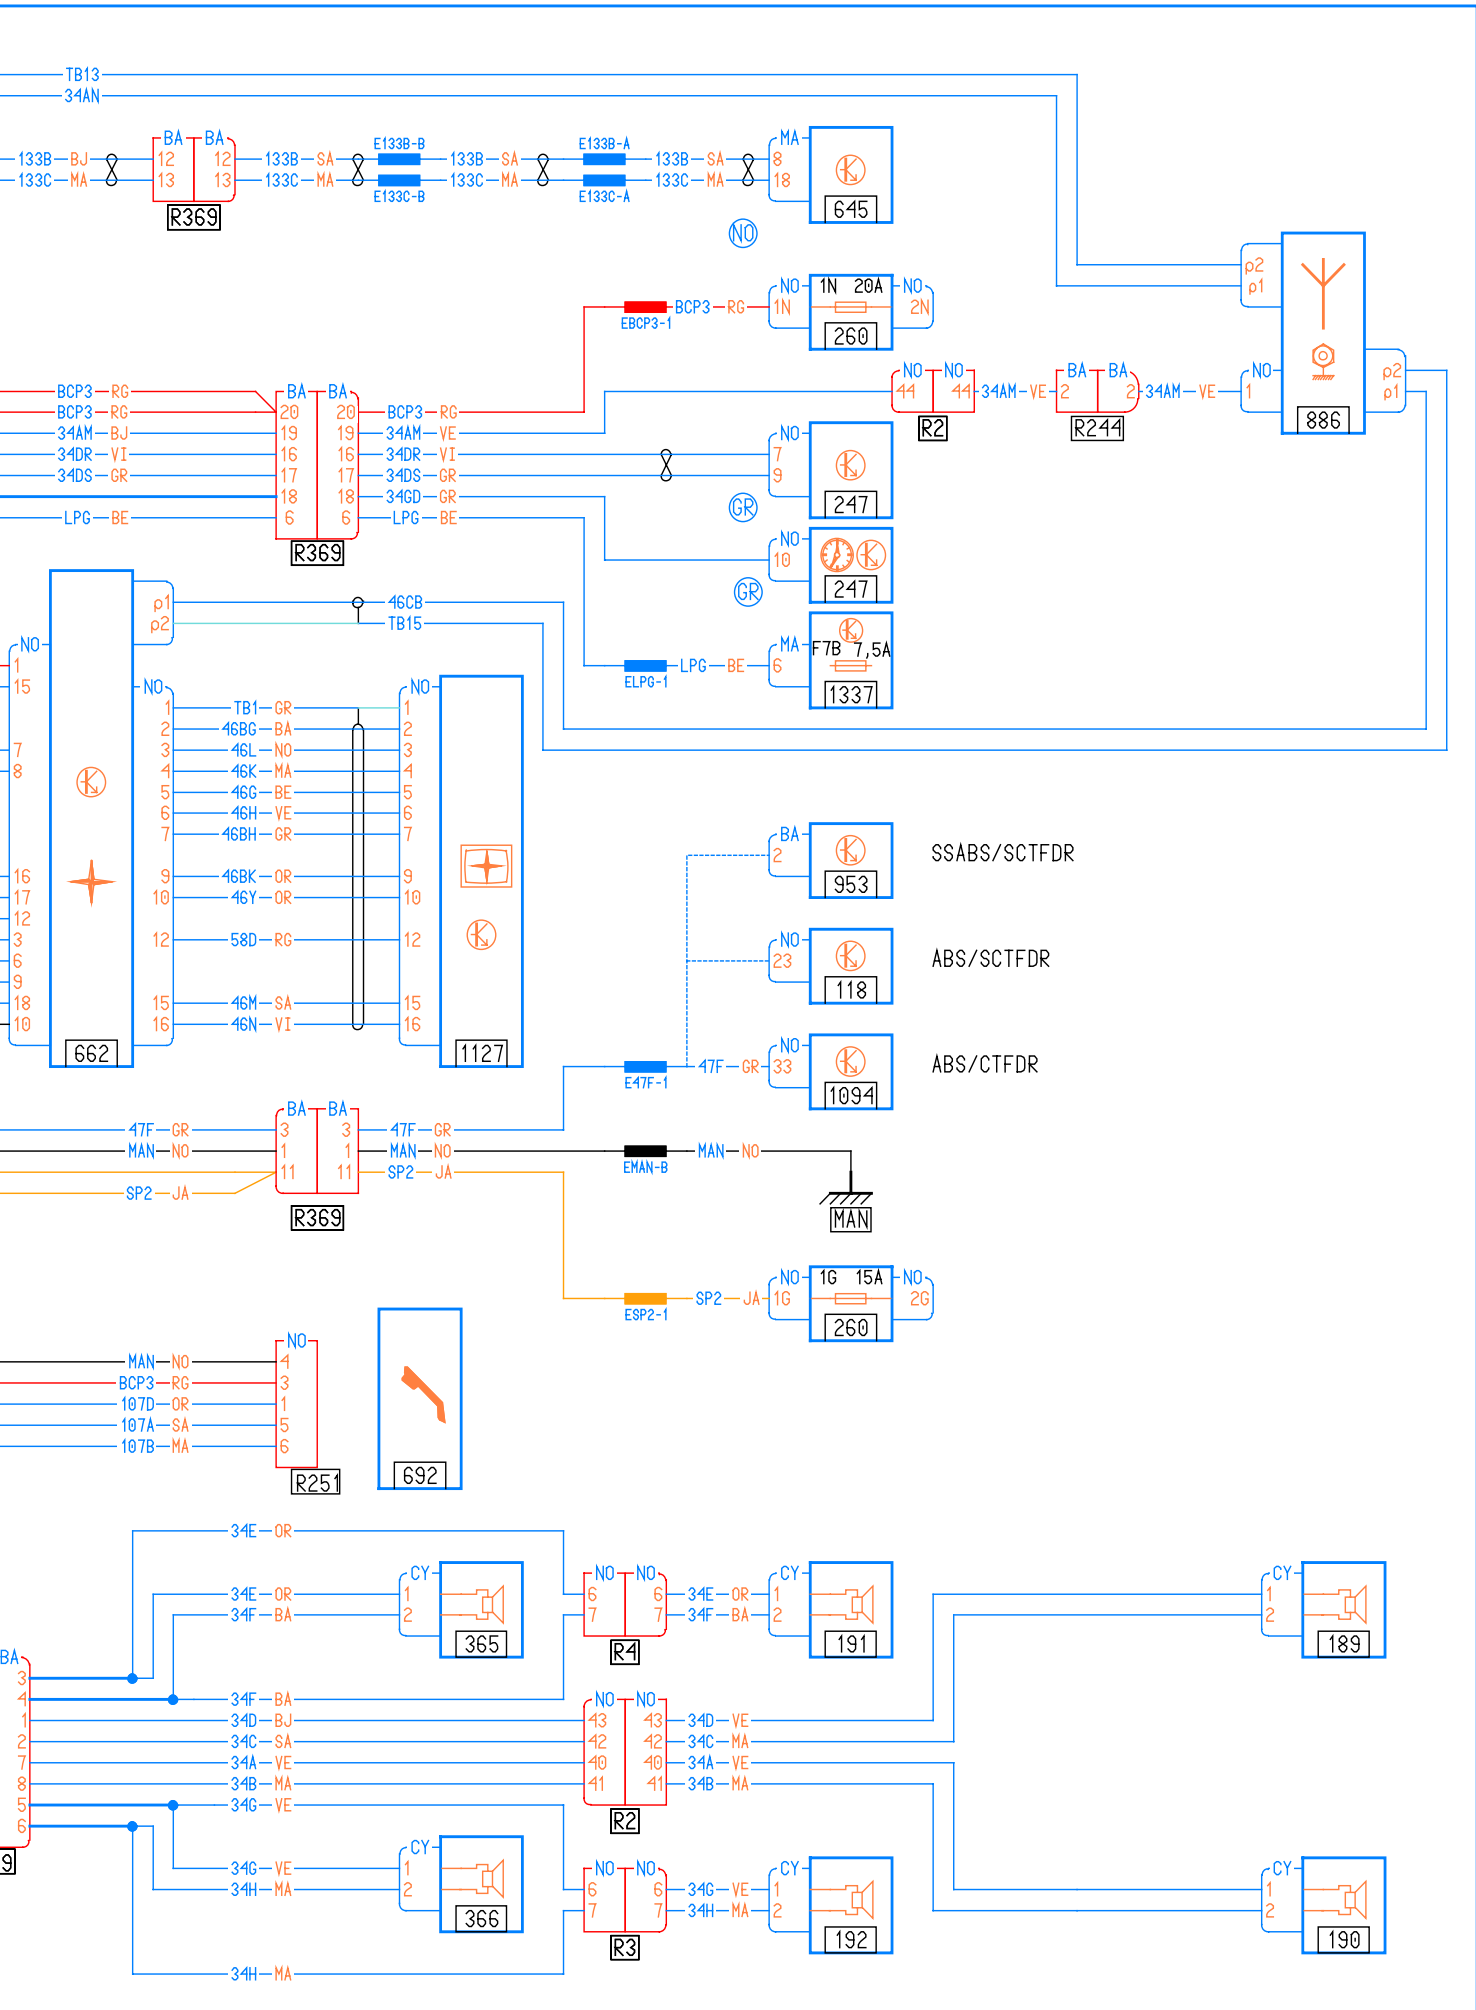 TB13
34AN
BA BA E133B-B E133B-A MA
133B BJ 12 12 133B SA 133B SA 133B SA 8
133C MA 13 13 133C MA 133C MA 133C MA 18
E133C-B E133C-A
R369 645
NO
p2
p1
NO 1N 20A NO
EBCP3-1 BCP3 RG 1N 2N
260
NO NO BA BA NO p2
BCP3 RG BA BA 44 44 34AM VE 2 2 34AM VE 1 p1
BCP3 RG 20 20 BCP3 RG R2 R244 886
34AM BJ 19 19 34AM VE NO
34DR VI 16 16 34DR VI 7
34DS GR 17 17 34DS GR 9
18 18 34GD GR GR 247
LPG BE 6 6 LPG BE
R369 NO
10
GR 247
p1 46CB
p2 TB15
NO MA F7B 7,5A
1 ELPG-1 LPG BE 6
15 NO NO 1337
1 TB1 GR 1
2 46BG BA 2
7 3 46L NO 3
8 4 46K MA 4
5 46G BE 5
6 46H VE 6
7 46BH GR 7
BA
2 SSABS/SCTFDR
16 9 46BK OR 9 953
17 10 46Y OR 10
12
3 12 58D RG 12 NO
6 23 ABS/SCTFDR
9 118
18 15 46M SA 15
10 16 46N VI 16
662 1127 NO
E47F-1 47F GR 33 ABS/CTFDR
1094
BA BA
47F GR 3 3 47F GR
MAN NO 1 1 MAN NO EMAN-B MAN NO
11 11 SP2 JA
SP2 JA
R369 MAN
NO 1G 15A NO
ESP2-1 SP2 JA 1G 2G
260
NO
MAN NO 4
BCP3 RG 3
107D OR 1
107A SA 5
107B MA 6
R251 692
34E OR
CY NO NO CY CY
34E OR 1 6 6 34E OR 1 1
34F BA 2 7 7 34F BA 2 2
365 R4 191 189
BA
3
4 34F BA NO NO
1 34D BJ 43 43 34D VE
2 34C SA 42 42 34C MA
7 34A VE 40 40 34A VE
8 34B MA 41 41 34B MA
5 34G VE R2
6
9 CY NO NO CY CY
34G VE 1
34H MA 2 6 6 34G VE 1 1
7 7 34H MA 2 2
366 R3 192 190
34H MA